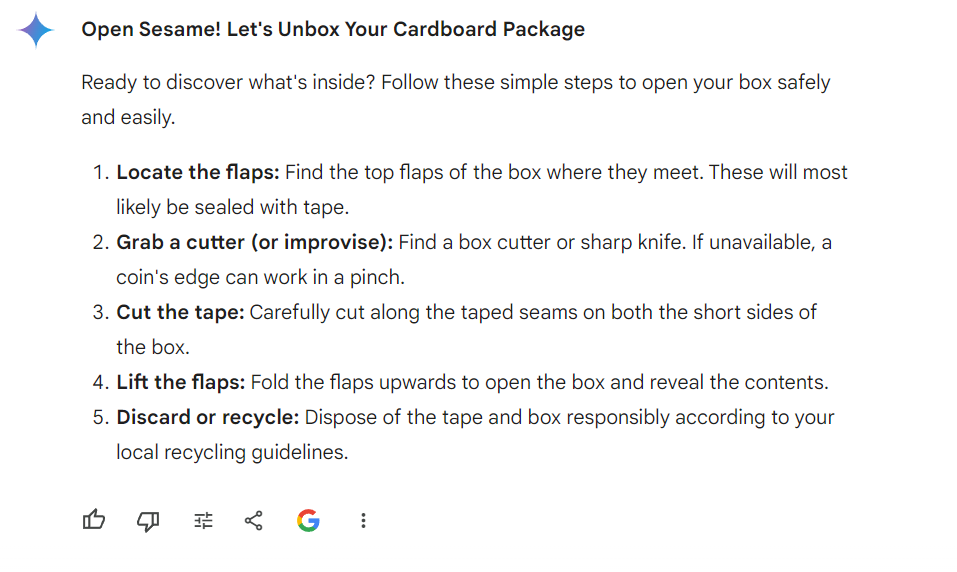 Open Sesame! Let's Unbox Your Cardboard Package
Ready to discover what's inside? Follow these simple steps to open your box safely
and easily.
1. Locate the flaps: Find the top flaps of the box where they meet. These will most
likely be sealed with tape.
2. Grab a cutter (or improvise): Find a box cutter or sharp knife. If unavailable, a
coin's edge can work in a pinch.
3. Cut the tape: Carefully cut along the taped seams on both the short sides of
the box.
4. Lift the flaps: Fold the flaps upwards to open the box and reveal the contents.
5. Discard or recycle: Dispose of the tape and box responsibly according to your
local recycling guidelines.